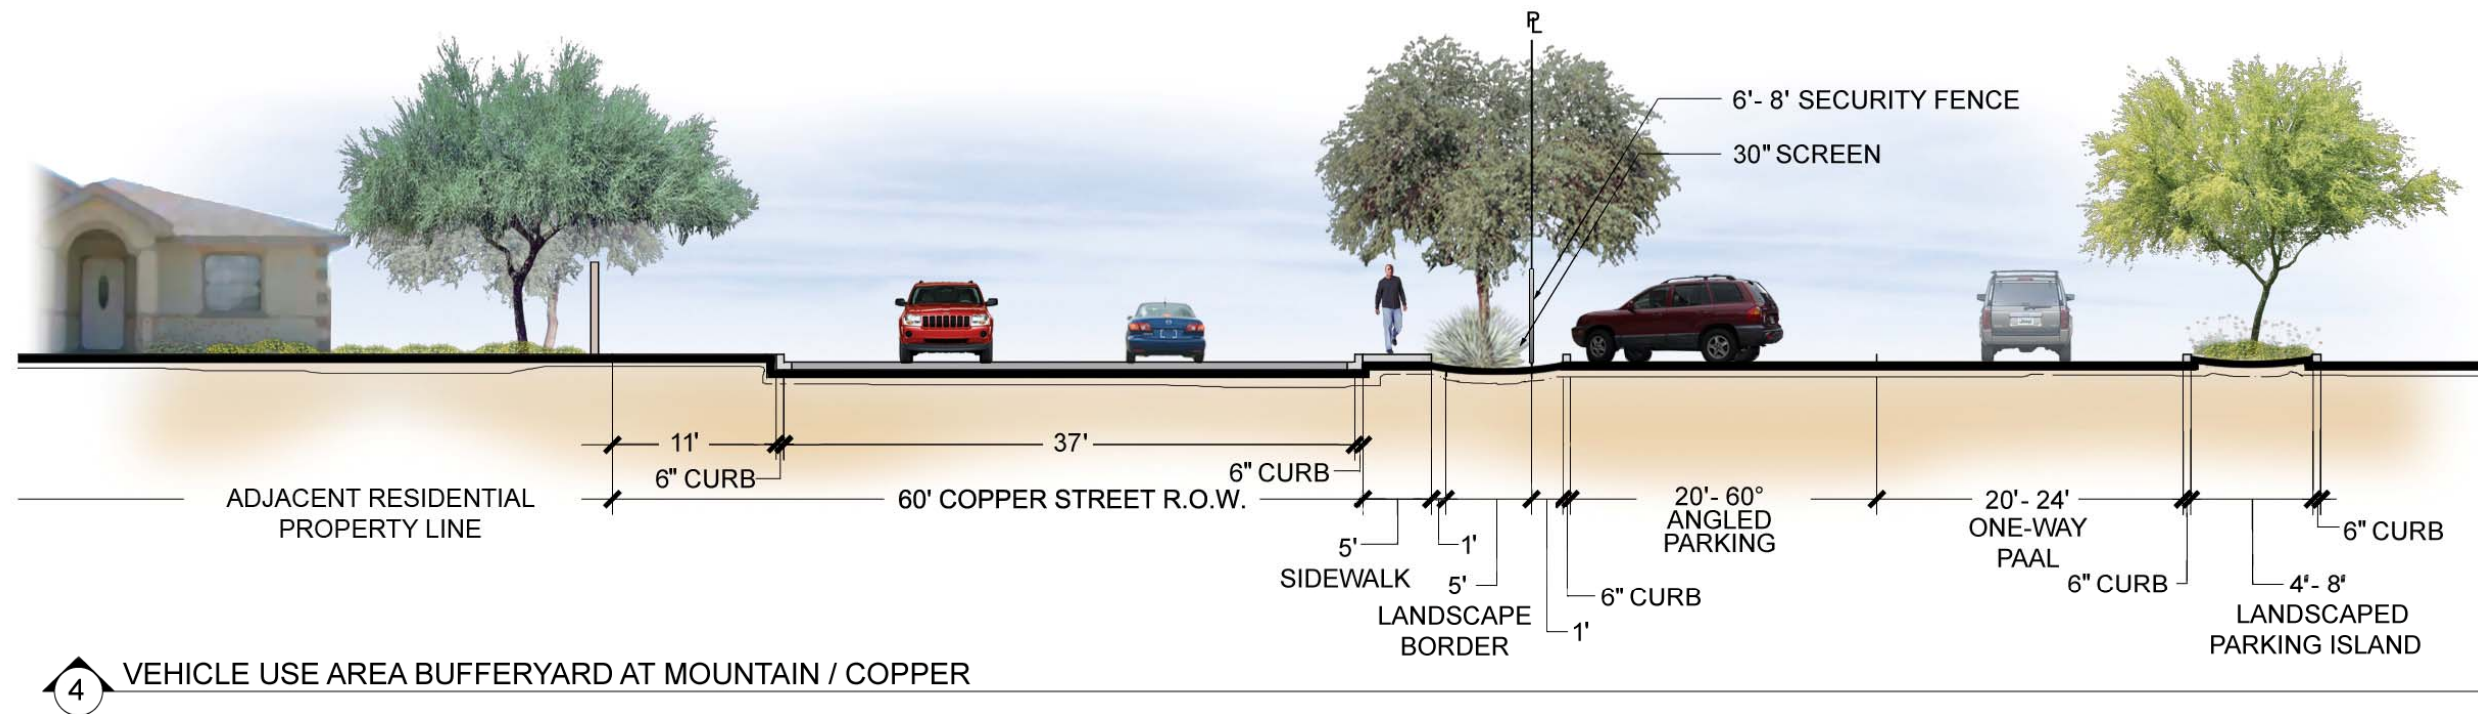 PL
6'- 8' SECURITY FENCE
30" SCREEN
11'
37'
6" CURB
6" CURB
ADJACENT RESIDENTIAL
PROPERTY LINE
60' COPPER STREET R.O.W.
20'- 60°
ANGLED
PARKING
20'- 24'
ONE-WAY
PAAL
5'
SIDEWALK
1'
5'
LANDSCAPE
BORDER
6" CURB
1'
6" CURB
6" CURB
4'- 8'
LANDSCAPED
PARKING ISLAND
4
VEHICLE USE AREA BUFFERYARD AT MOUNTAIN / COPPER